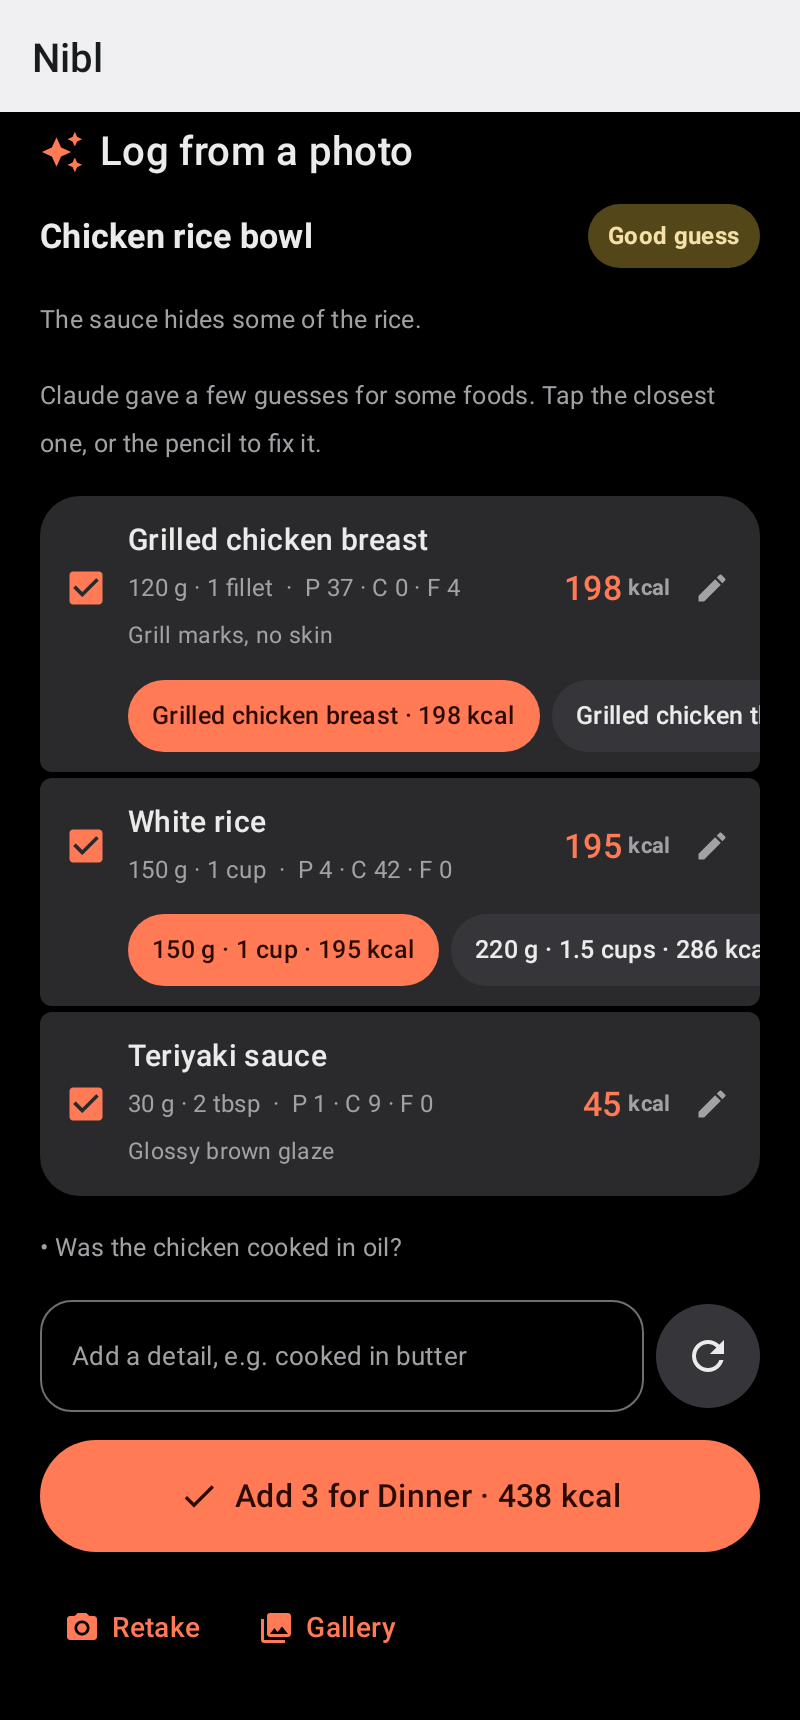 Nibl
Log from a photo
Chicken rice bowl
Good guess
The sauce hides some of the rice.
Claude gave a few guesses for some foods. Tap the closest
one, or the pencil to fix it.
Grilled chicken breast
120 g · 1 fillet · P 37 · C 0 · F 4
198 kcal
Grill marks, no skin
Grilled chicken breast · 198 kcal
Grilled chicken
White rice
150 g · 1 cup · P 4 · C 42 · F 0
195 kcal
150 g · 1 cup · 195 kcal
220 g · 1.5 cups · 286
Teriyaki sauce
30 g · 2 tbsp · P 1 · C 9 · F 0
45 kcal
Glossy brown glaze
• Was the chicken cooked in oil?
Add a detail, e.g. cooked in butter
Add 3 for Dinner · 438 kcal
Retake
Gallery